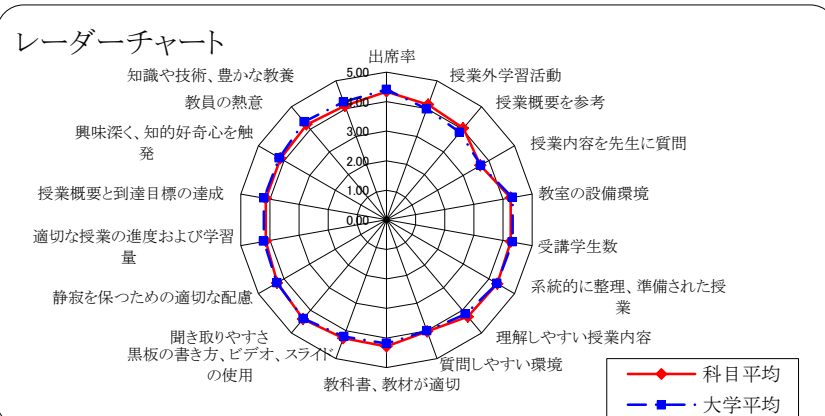 レーダーチャート
出席率
授業外学習活動
授業概要を参考
授業内容を先生に質問
教室の設備環境
受講学生数
系統的に整理、準備された授
業
理解しやすい授業内容
質問しやすい環境
教科書、教材が適切
黒板の書き方、ビデオ、スライド
の使用
聞き取りやすさ
静寂を保つための適切な配慮
適切な授業の進度および学習
量
授業概要と到達目標の達成
興味深く、知的好奇心を触
発
教員の熱意
知識や技術、豊かな教養
5.00
4.00
3.00
2.00
1.00
0.00
科目平均
大学平均